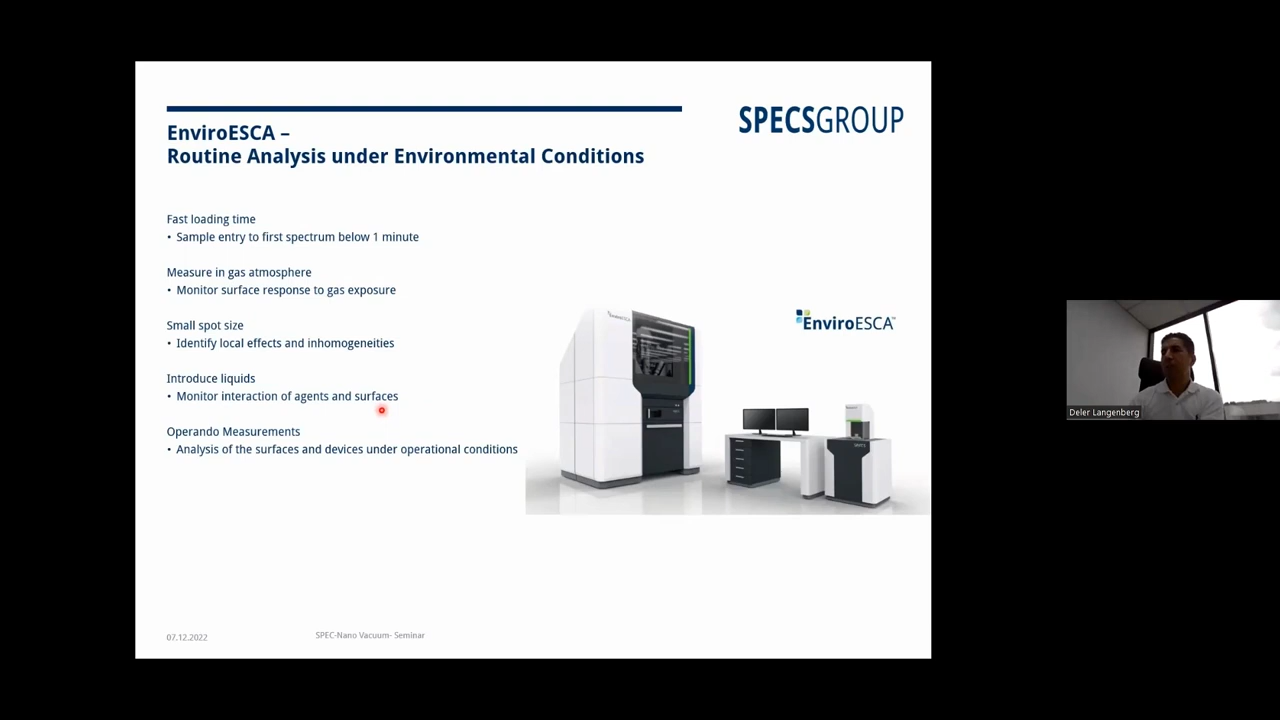 SPECSGROUP
EnviroESCA –
Routine Analysis under Environmental Conditions
Fast loading time
• Sample entry to first spectrum below 1 minute
Measure in gas atmosphere
• Monitor surface response to gas exposure
Small spot size
• Identify local effects and inhomogeneities
Introduce liquids
• Monitor interaction of agents and surfaces
Operando Measurements
• Analysis of the surfaces and devices under operational conditions
EnviroESCA™
EnviroESCA
Deler Langenberg
07.12.2022
SPEC-Nano Vacuum- Seminar